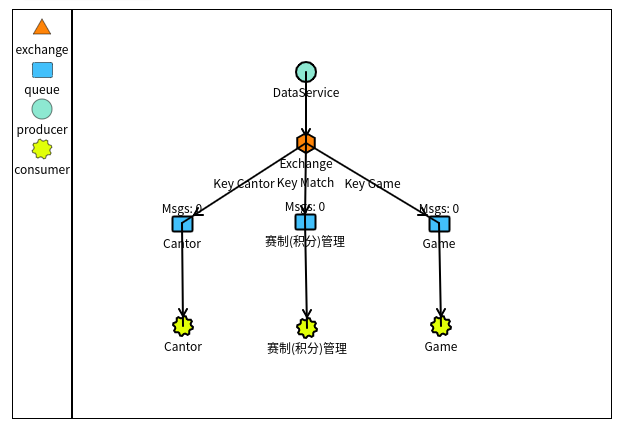 exchange
queue
producer
consumer
DataService
Exchange
Key Cantor
Key Match
Key Game
Msgs: 0
Msgs: 0
Msgs: 0
Cantor
赛制(积分)管理
Game
Cantor
赛制(积分)管理
Game